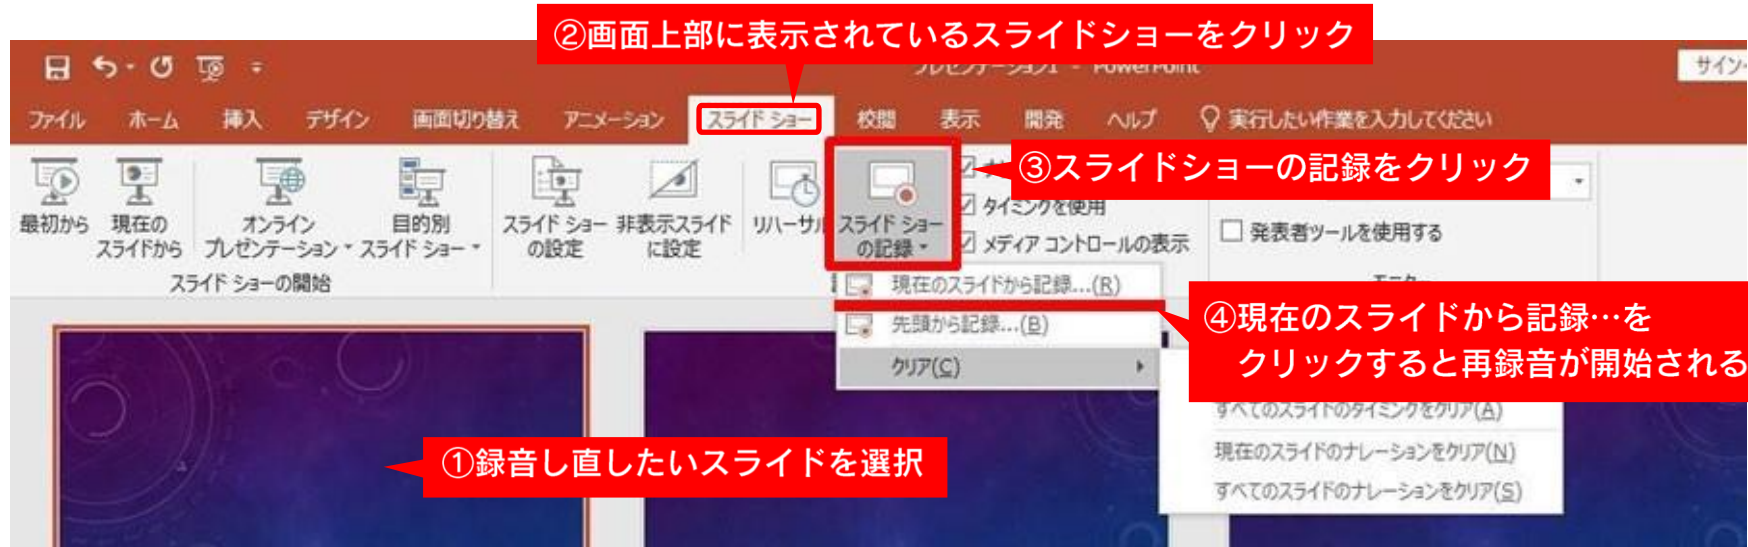 ②画面上部に表示されているスライドショーをクリック
サイン
ファイル ホーム 挿入 デザイン 画面切り替え アニメーション スライド ショー 校閲 表示 開発 ヘルプ 実行したい作業を入力してください
③スライドショーの記録をクリック
最初から 現在の スライドから オンライン プレゼンテーション 目的別 スライド ショー
スライド ショー の設定 非表示スライド に設定 リハーサル スライド ショー の記録
タイミングを使用
メディア コントロールの表示
発表者ツールを使用する
スライド ショーの開始
現在のスライドから記録...(R)
先頭から記録...(B)
クリア(C)
④現在のスライドから記録…を
クリックすると再録音が開始される
すべてのスライドのタイミングをクリア(A)
現在のスライドのナレーションをクリア(N)
すべてのスライドのナレーションをクリア(S)
①録音し直したいスライドを選択